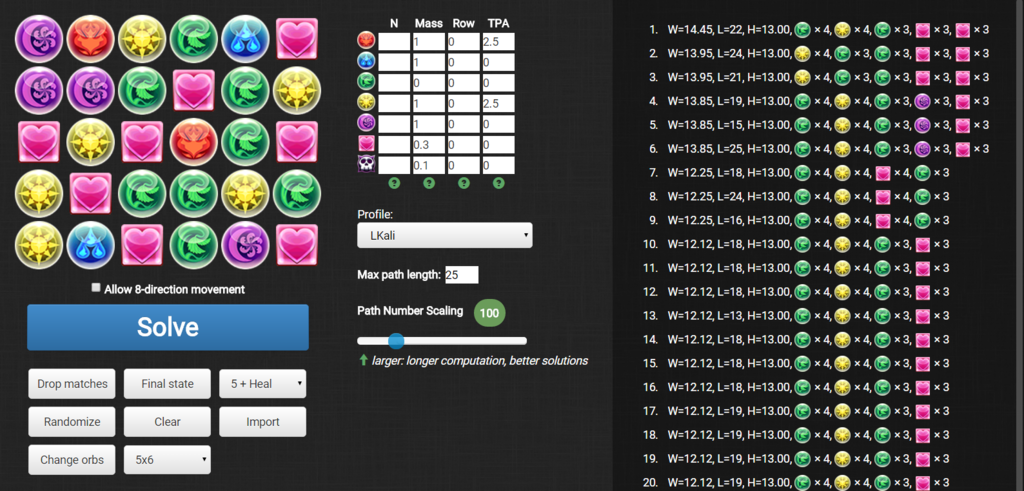 N Mass Row TPA
1 0 2.5
1 0 0
0 0 0
1 0 2.5
1 0 0
0.3 0 0
0.1 0 0
? ? ? ?
Profile:
LKali
Max path length: 25
Allow 8-direction movement
Solve
Path Number Scaling 100
larger: longer computation, better solutions
Drop matches Final state 5 + Heal
Randomize Clear Import
Change orbs 5x6
1. W=14.45, L=22, H=13.00, × 4, × 4, × 3, × 3, × 3
2. W=13.95, L=24, H=13.00, × 4, × 3, × 3, × 3, × 3
3. W=13.95, L=21, H=13.00, × 4, × 3, × 3, × 3, × 3
4. W=13.85, L=19, H=13.00, × 4, × 4, × 3, × 3, × 3
5. W=13.85, L=15, H=13.00, × 4, × 4, × 3, × 3, × 3
6. W=13.85, L=25, H=13.00, × 4, × 4, × 3, × 3, × 3
7. W=12.25, L=18, H=13.00, × 4, × 4, × 4, × 3
8. W=12.25, L=24, H=13.00, × 4, × 4, × 4, × 3
9. W=12.25, L=16, H=13.00, × 4, × 4, × 4, × 3
10. W=12.12, L=18, H=13.00, × 4, × 4, × 3, × 3
11. W=12.12, L=18, H=13.00, × 4, × 4, × 3, × 3
12. W=12.12, L=18, H=13.00, × 4, × 4, × 3, × 3
13. W=12.12, L=13, H=13.00, × 4, × 4, × 3, × 3
14. W=12.12, L=18, H=13.00, × 4, × 4, × 3, × 3
15. W=12.12, L=18, H=13.00, × 4, × 4, × 3, × 3
16. W=12.12, L=18, H=13.00, × 4, × 4, × 3, × 3
17. W=12.12, L=19, H=13.00, × 4, × 4, × 3, × 3
18. W=12.12, L=19, H=13.00, × 4, × 4, × 3, × 3
19. W=12.12, L=19, H=13.00, × 4, × 4, × 3, × 3
20. W=12.12, L=19, H=13.00, × 4, × 4, × 3, × 3